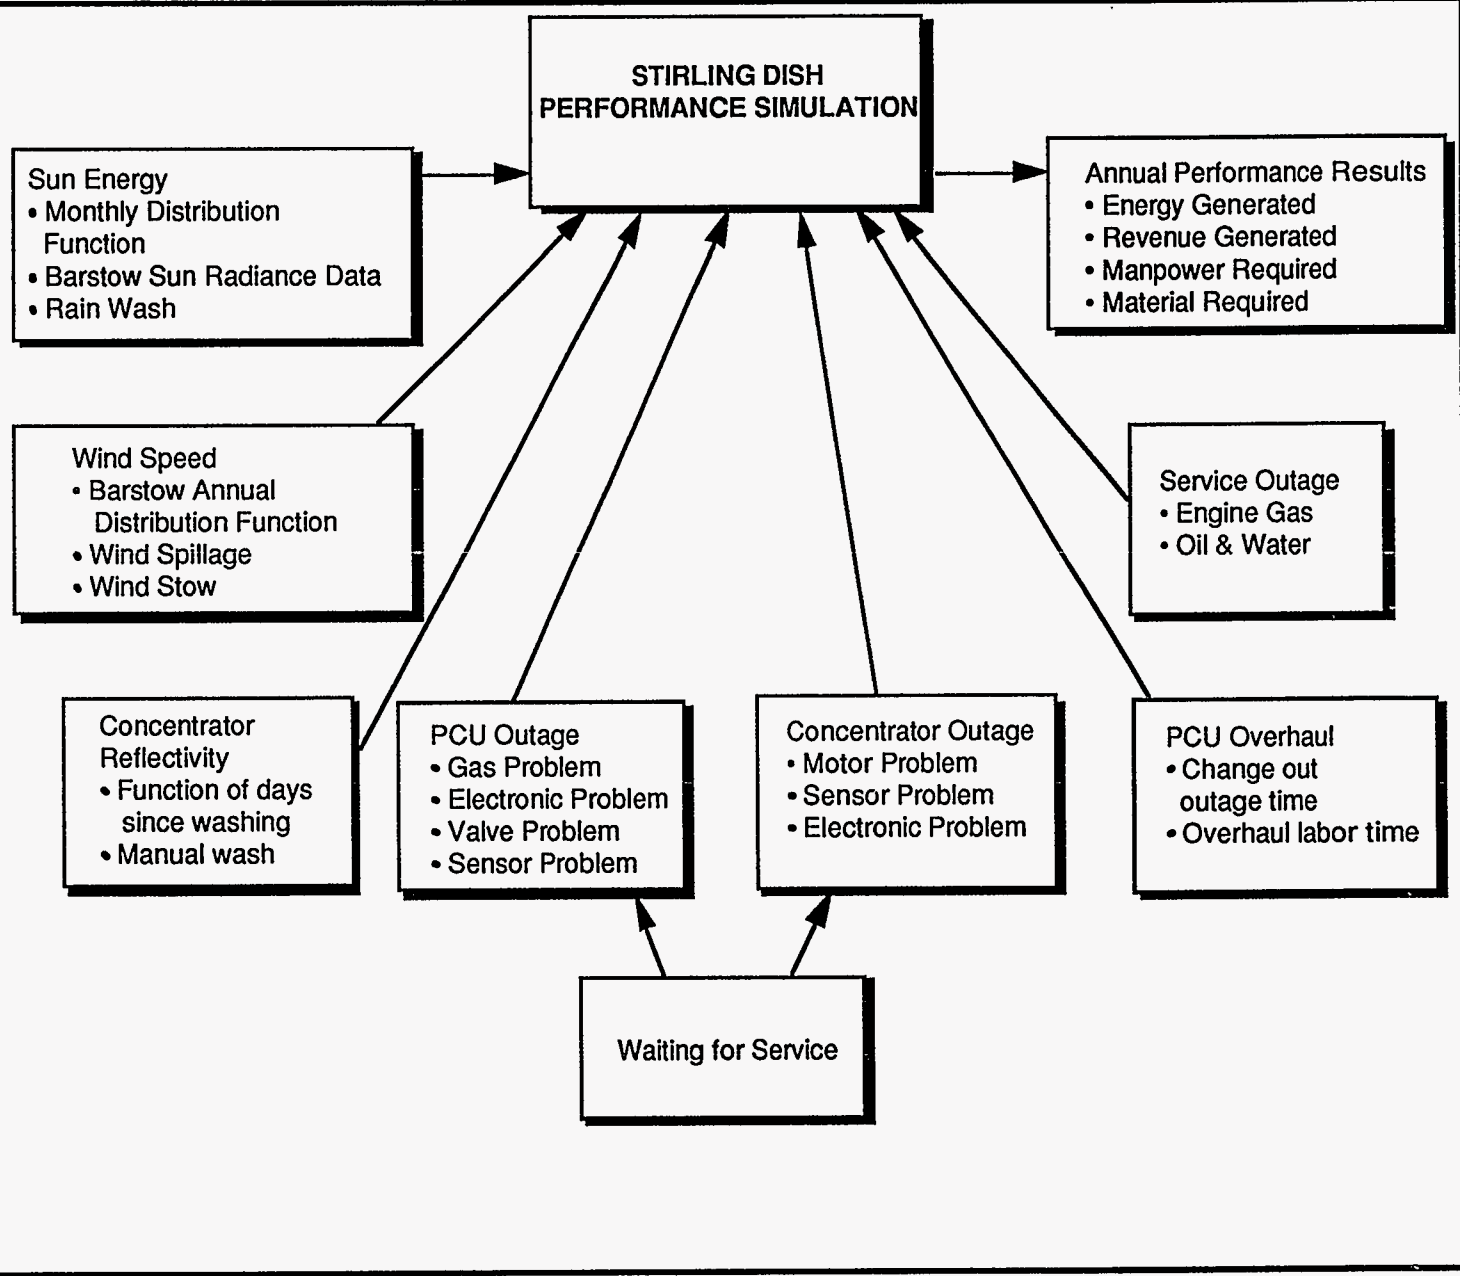 STIRLING DISH
PERFORMANCE SIMULATION
Sun Energy
• Monthly Distribution
Function
• Barstow Sun Radiance Data
• Rain Wash
Annual Performance Results
• Energy Generated
• Revenue Generated
• Manpower Required
• Material Required
Wind Speed
• Barstow Annual
Distribution Function
• Wind Spillage
• Wind Stow
Service Outage
• Engine Gas
• Oil & Water
Concentrator
Reflectivity
• Function of days
since washing
• Manual wash
PCU Outage
• Gas Problem
• Electronic Problem
• Valve Problem
• Sensor Problem
Concentrator Outage
• Motor Problem
• Sensor Problem
• Electronic Problem
PCU Overhaul
• Change out
outage time
• Overhaul labor time
Waiting for Service